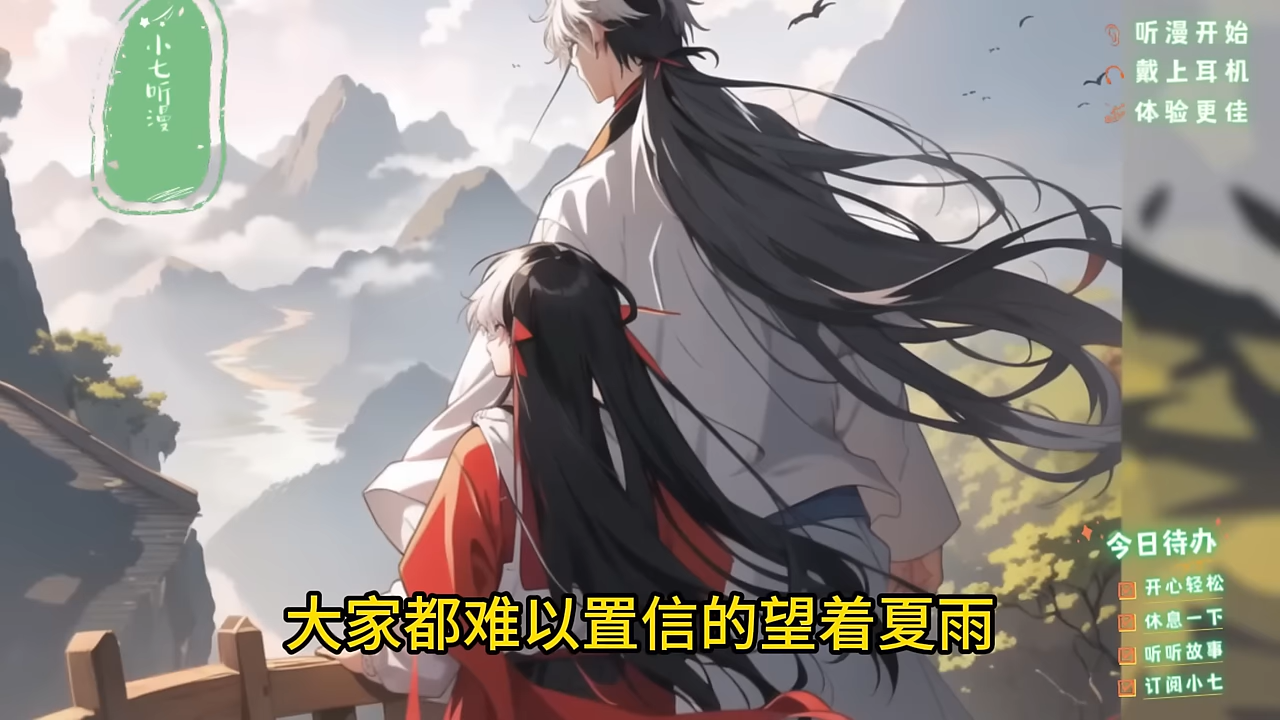 小七听漫
听漫开始
戴上耳机
体验更佳
今日待办
开心轻松
休息一下
听听故事
订阅小七
大家都难以置信的望着夏雨